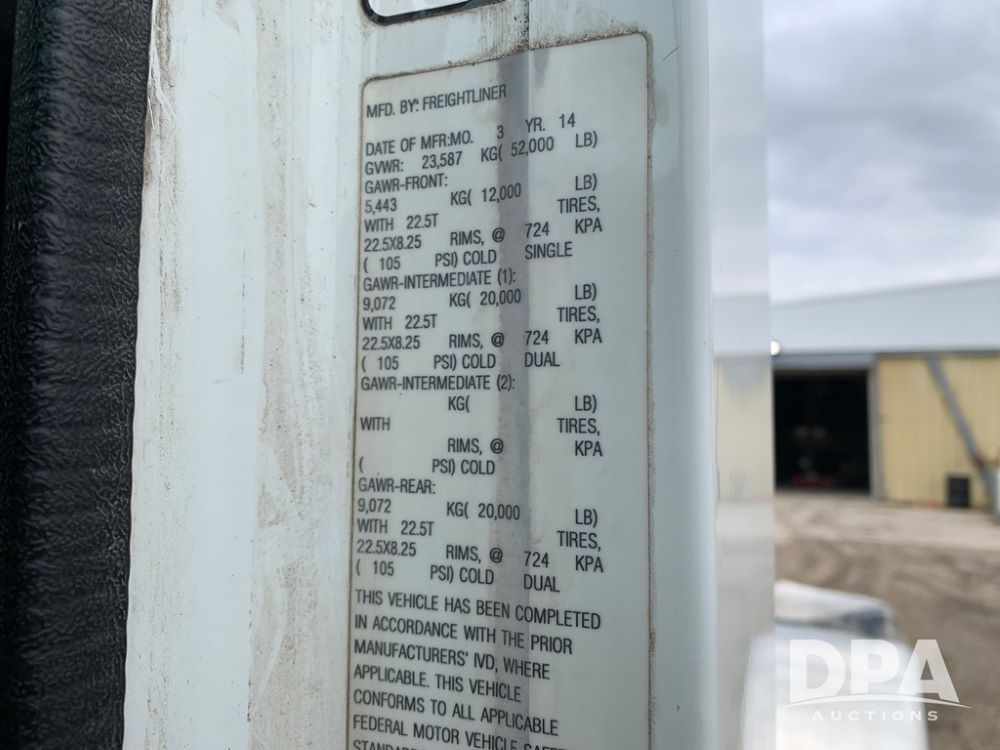 MFD. BY: FREIGHTLINER
DATE OF MFR:MO. 3 YR. 14
GVWR: 23,587 KG( 52,000 LB)
GAWR-FRONT:
5,443 KG( 12,000 LB)
WITH 22.5T TIRES,
22.5X8.25 RIMS, @ 724 KPA
( 105 PSI) COLD SINGLE
GAWR-INTERMEDIATE (1):
9,072 KG( 20,000 LB)
WITH 22.5T TIRES,
22.5X8.25 RIMS, @ 724 KPA
( 105 PSI) COLD DUAL
GAWR-INTERMEDIATE (2):
KG( LB)
WITH TIRES,
RIMS, @ KPA
( PSI) COLD
GAWR-REAR:
9,072 KG( 20,000 LB)
WITH 22.5T TIRES,
22.5X8.25 RIMS, @ 724 KPA
( 105 PSI) COLD DUAL
THIS VEHICLE HAS BEEN COMPLETED
IN ACCORDANCE WITH THE PRIOR
MANUFACTURERS' IVD, WHERE
APPLICABLE. THIS VEHICLE
CONFORMS TO ALL APPLICABLE
FEDERAL MOTOR VEHICLE
DPA
AUCTIONS